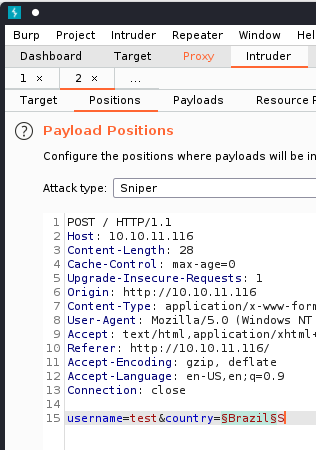 Burp Project Intruder Repeater Window Hel
Dashboard Target Proxy Intruder
1 × 2 × ...
Target Positions Payloads Resource P
? Payload Positions
Configure the positions where payloads will be in
Attack type: Sniper
1 POST / HTTP/1.1
2 Host: 10.10.11.116
3 Content-Length: 28
4 Cache-Control: max-age=0
5 Upgrade-Insecure-Requests: 1
6 Origin: http://10.10.11.116
7 Content-Type: application/x-www-form
8 User-Agent: Mozilla/5.0 (Windows NT
9 Accept: text/html,application/xhtml+
10 Referer: http://10.10.11.116/
11 Accept-Encoding: gzip, deflate
12 Accept-Language: en-US,en;q=0.9
13 Connection: close
14
15 username=test&country=§Brazil§S